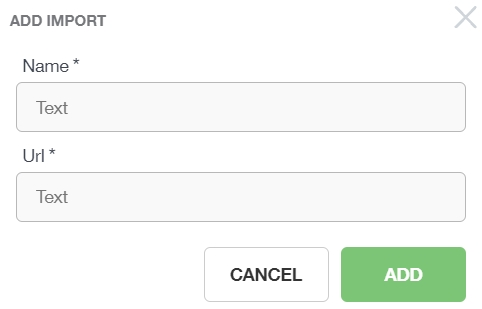 ADD IMPORT
Name *
Text
Url *
Text
CANCEL ADD